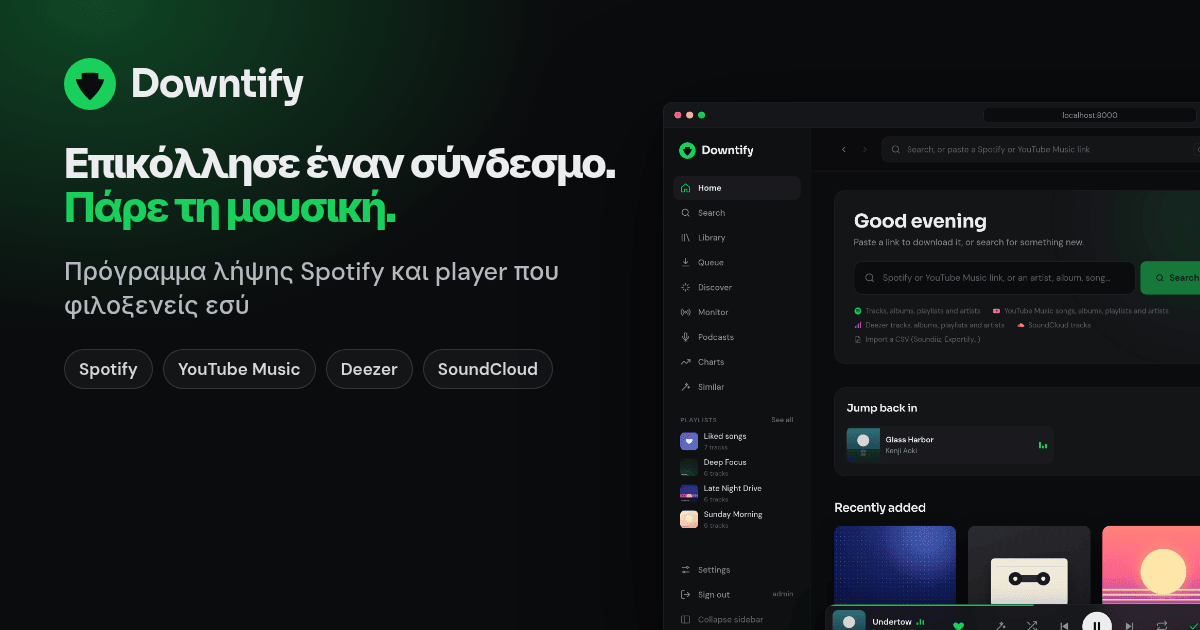 Downtify
Επικόλλησε έναν σύνδεσμο.
Πάρε τη μουσική.
Πρόγραμμα λήψης Spotify και player που
φιλοξενείς εσύ
Spotify
YouTube Music
Deezer
SoundCloud
localhost:8000
Downtify
Search, or paste a Spotify or YouTube Music link
Home
Search
Library
Queue
Discover
Monitor
Podcasts
Charts
Similar
PLAYLISTS
See all
Liked songs
7 tracks
Deep Focus
6 tracks
Late Night Drive
6 tracks
Sunday Morning
6 tracks
Settings
Sign out
admin
Collapse sidebar
Good evening
Paste a link to download it, or search for something new.
Spotify or YouTube Music link, or an artist, album, song...
Search
Tracks, albums, playlists and artists
YouTube Music songs, albums, playlists and artists
Deezer tracks, albums, playlists and artists
SoundCloud tracks
Import a CSV (Soundiiz, Exportify, )
Jump back in
Glass Harbor
Kenji Aoki
Recently added
Undertow